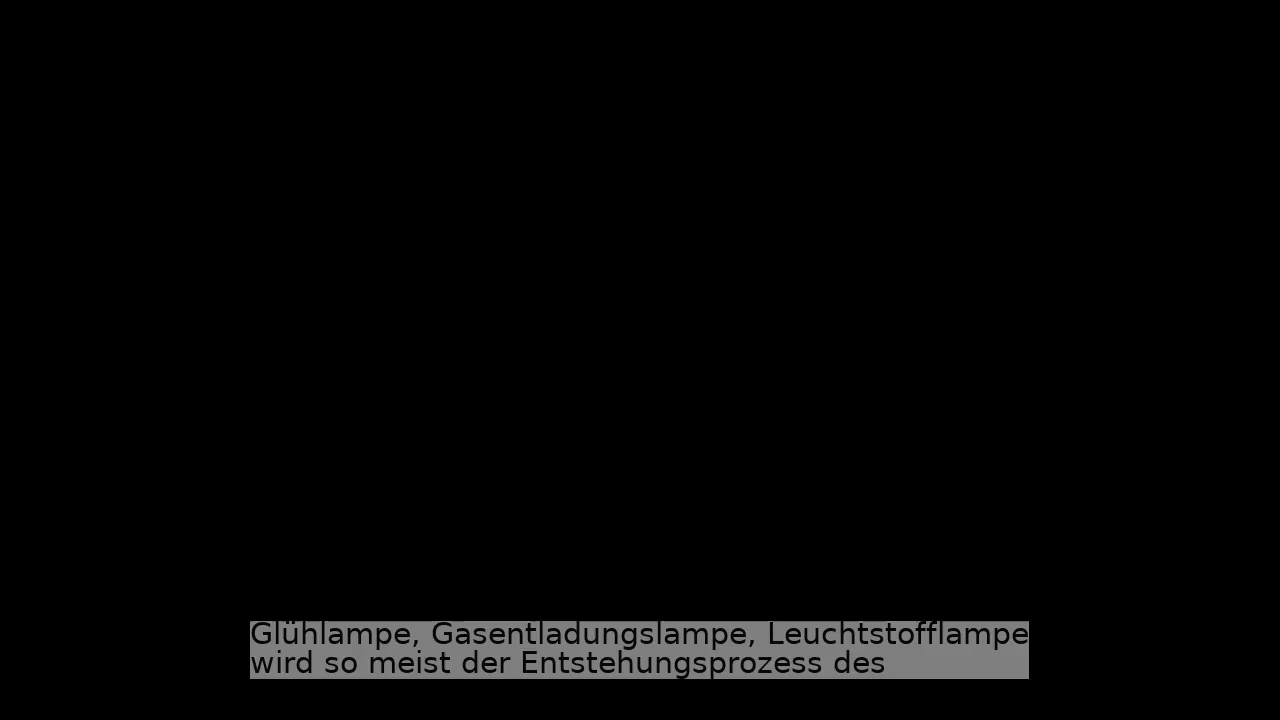 Glühlampe, Gasentladungslampe, Leuchtstofflampe
wird so meist der Entstehungsprozess des